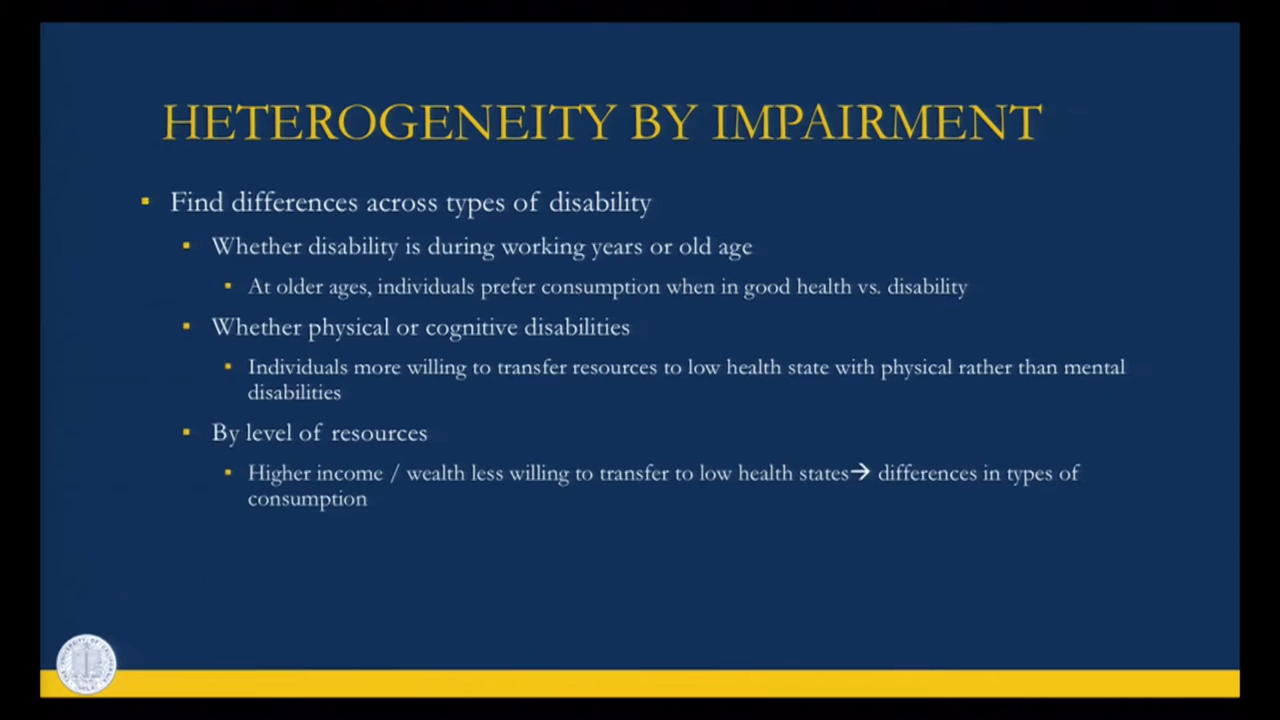 HETEROGENEITY BY IMPAIRMENT
▪ Find differences across types of disability
▪ Whether disability is during working years or old age
▪ At older ages, individuals prefer consumption when in good health vs. disability
▪ Whether physical or cognitive disabilities
▪ Individuals more willing to transfer resources to low health state with physical rather than mental
disabilities
▪ By level of resources
▪ Higher income / wealth less willing to transfer to low health states→ differences in types of
consumption